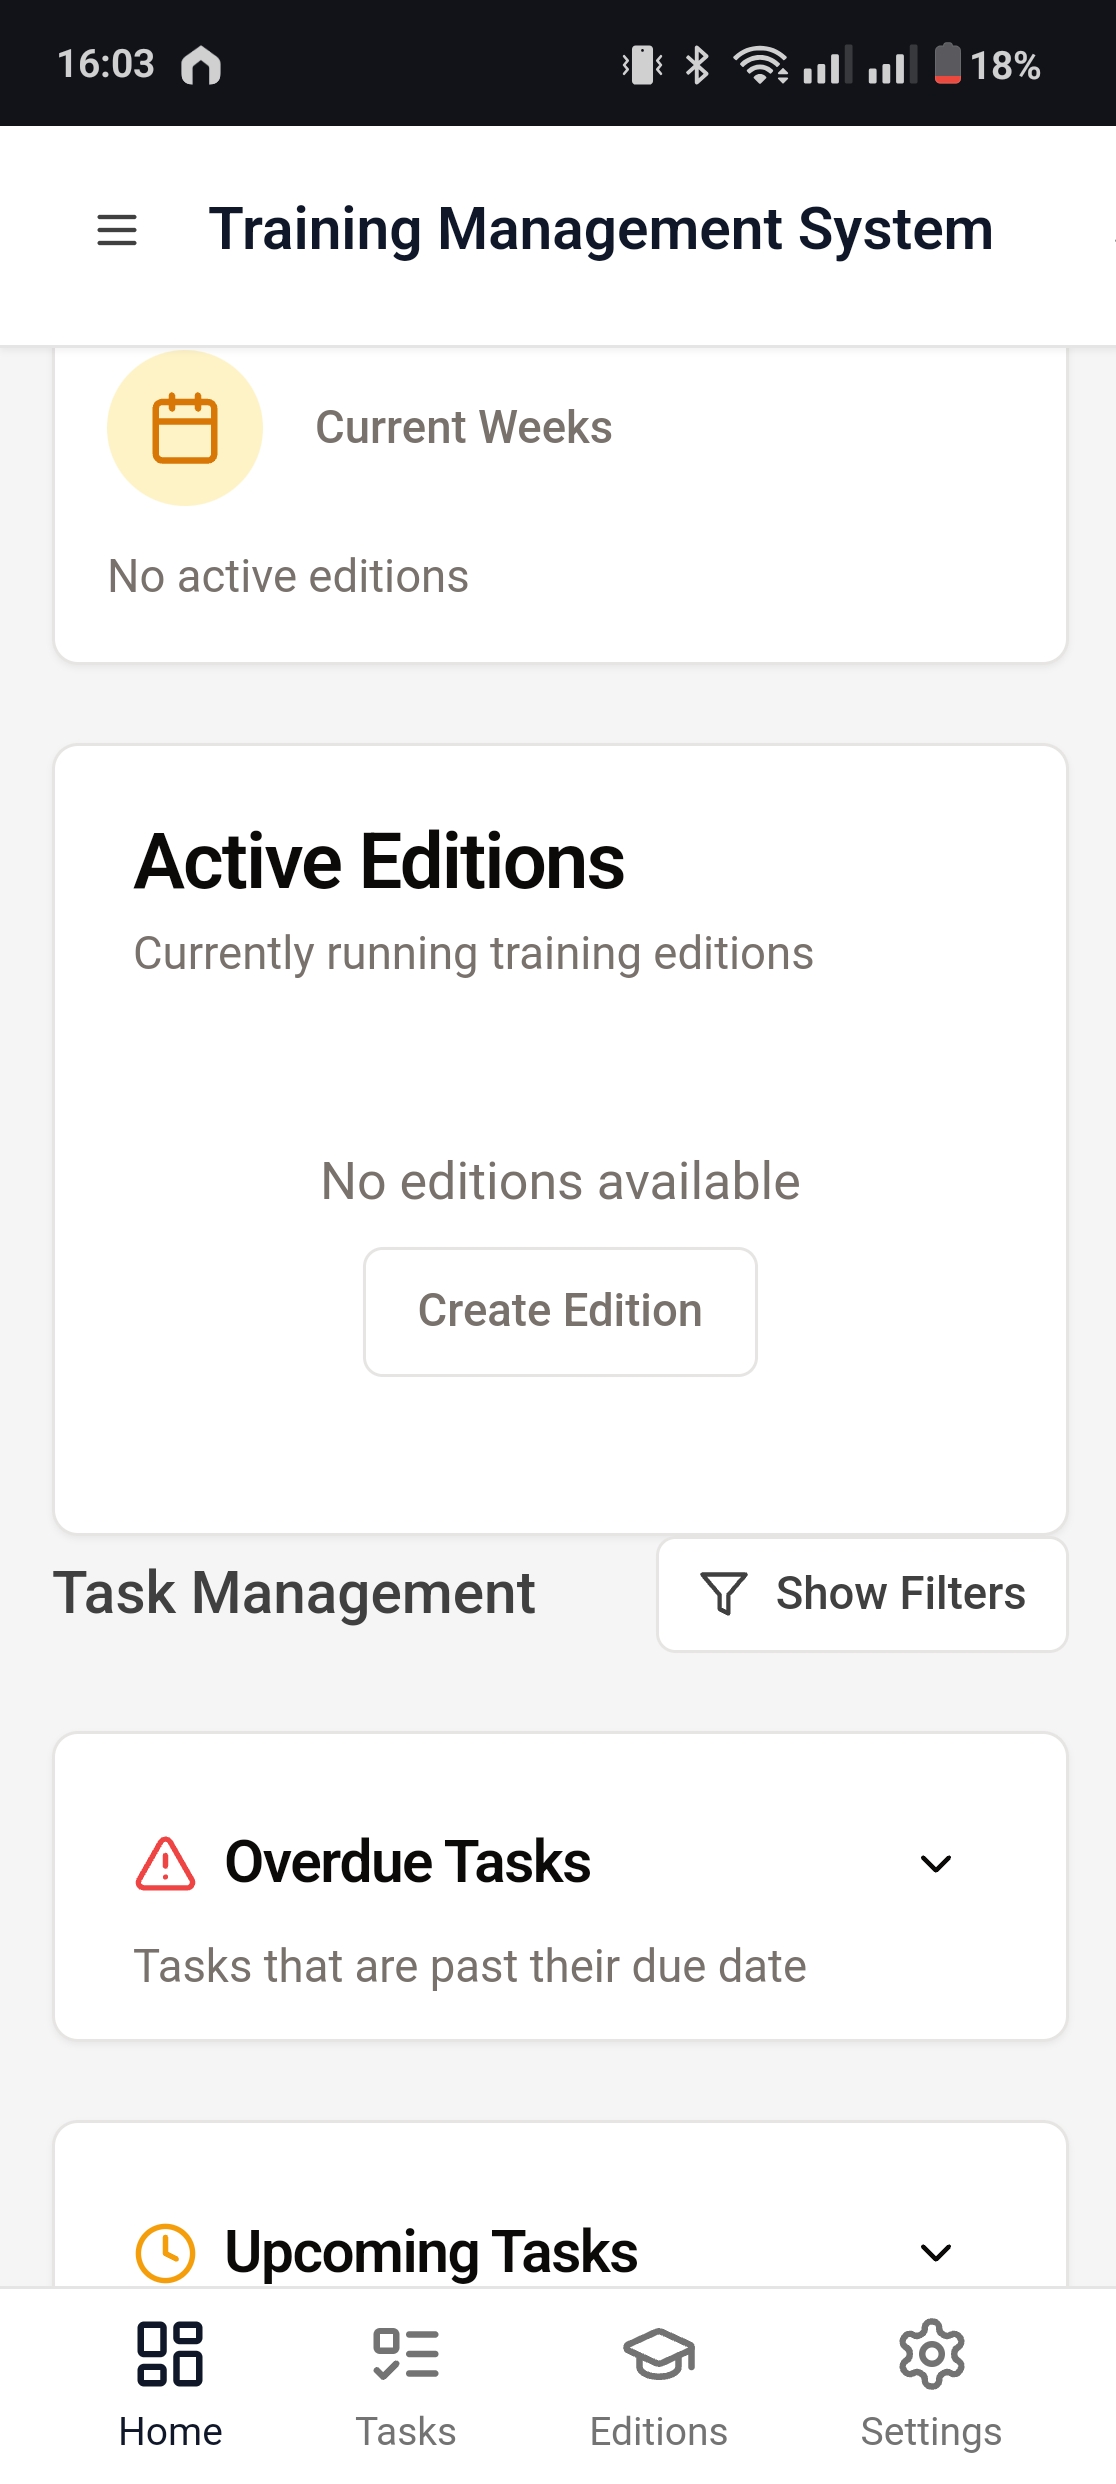 16:03
18%
Training Management System
Current Weeks
No active editions
Active Editions
Currently running training editions
No editions available
Create Edition
Task Management
Show Filters
Overdue Tasks
Tasks that are past their due date
Upcoming Tasks
Home Tasks Editions Settings